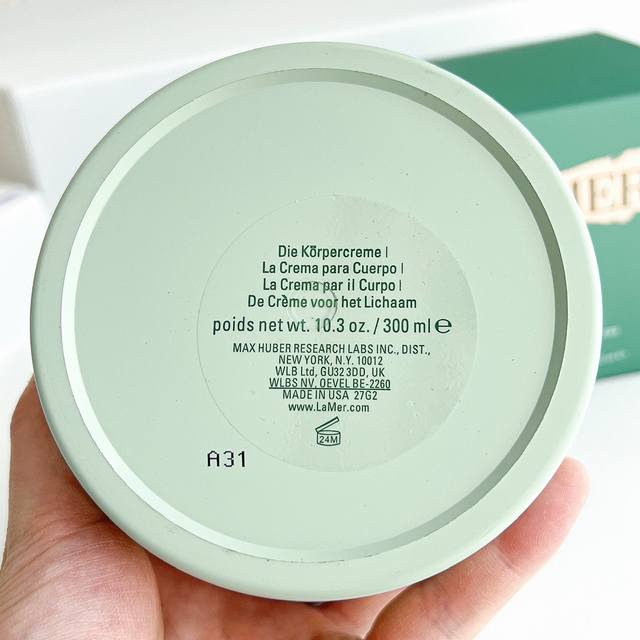 Die Körpercreme |
La Crema para Cuerpo |
La Crema par il Curpo |
De Crème voor het Lichaam
poids net wt. 10.3 oz. / 300 ml ℮
MAX HUBER RESEARCH LABS INC., DIST.,
NEW YORK, N.Y. 10012
WLB Ltd, GU32 3DD, UK
WLBS NV, OEVEL BE-2260
MADE IN USA 27G2
www.LaMer.com
24M
A31
MER